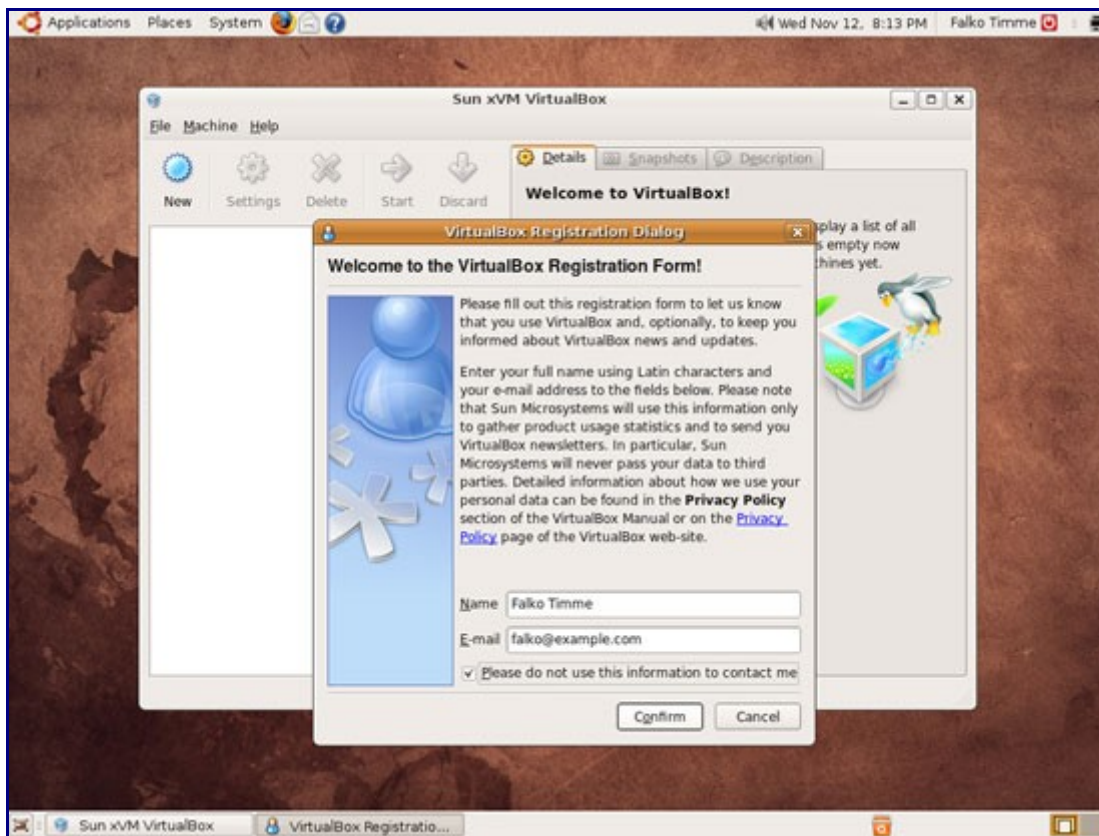 Applications Places System
Wed Nov 12, 8:13 PM Falko Timme
Sun xVM VirtualBox
File Machine Help
New Settings Delete Start Discard
Details Snapshots Description
Welcome to VirtualBox!
splay a list of all
s empty now
chines yet.
VirtualBox Registration Dialog
Welcome to the VirtualBox Registration Form!
Please fill out this registration form to let us know
that you use VirtualBox and, optionally, to keep you
informed about VirtualBox news and updates.
Enter your full name using Latin characters and
your e-mail address to the fields below. Please note
that Sun Microsystems will use this information only
to gather product usage statistics and to send you
VirtualBox newsletters. In particular, Sun
Microsystems will never pass your data to third
parties. Detailed information about how we use your
personal data can be found in the Privacy Policy
section of the VirtualBox Manual or on the Privacy
Policy page of the VirtualBox web-site.
Name Falko Timme
E-mail falko@example.com
Please do not use this information to contact me
Confirm Cancel
Sun xVM VirtualBox
VirtualBox Registratio...